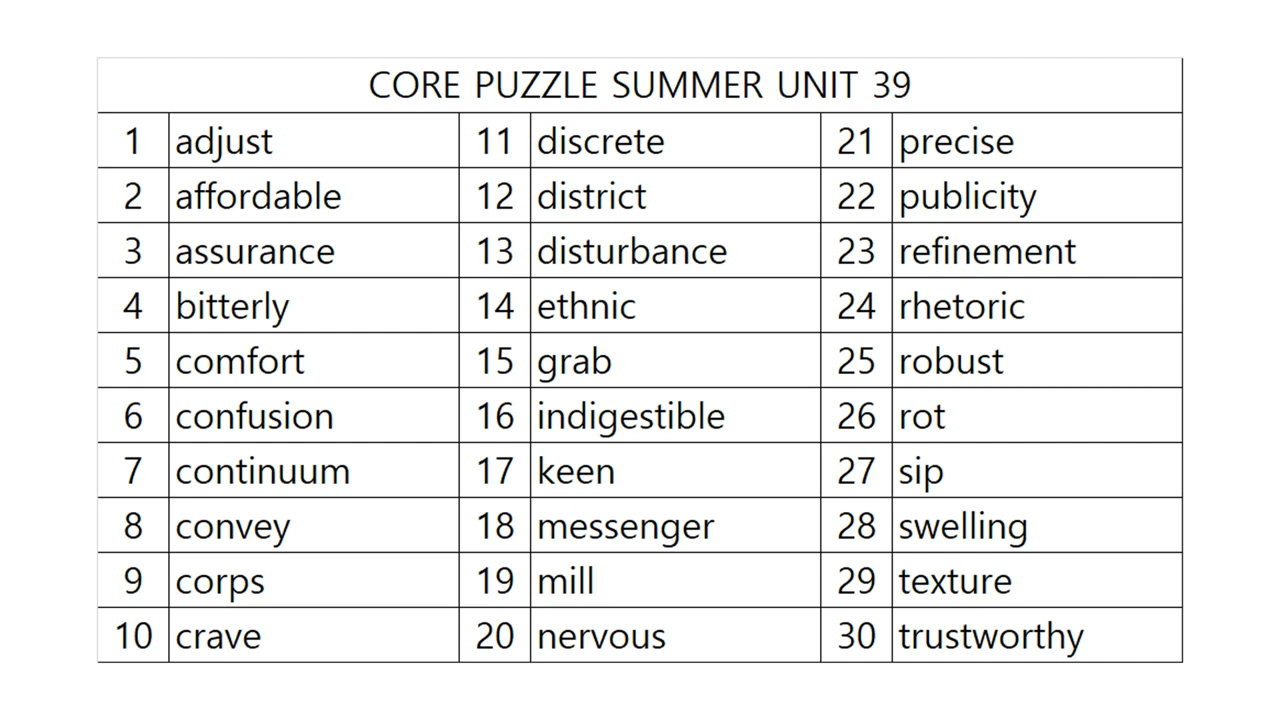 CORE PUZZLE SUMMER UNIT 39
1 adjust 11 discrete 21 precise
2 affordable 12 district 22 publicity
3 assurance 13 disturbance 23 refinement
4 bitterly 14 ethnic 24 rhetoric
5 comfort 15 grab 25 robust
6 confusion 16 indigestible 26 rot
7 continuum 17 keen 27 sip
8 convey 18 messenger 28 swelling
9 corps 19 mill 29 texture
10 crave 20 nervous 30 trustworthy